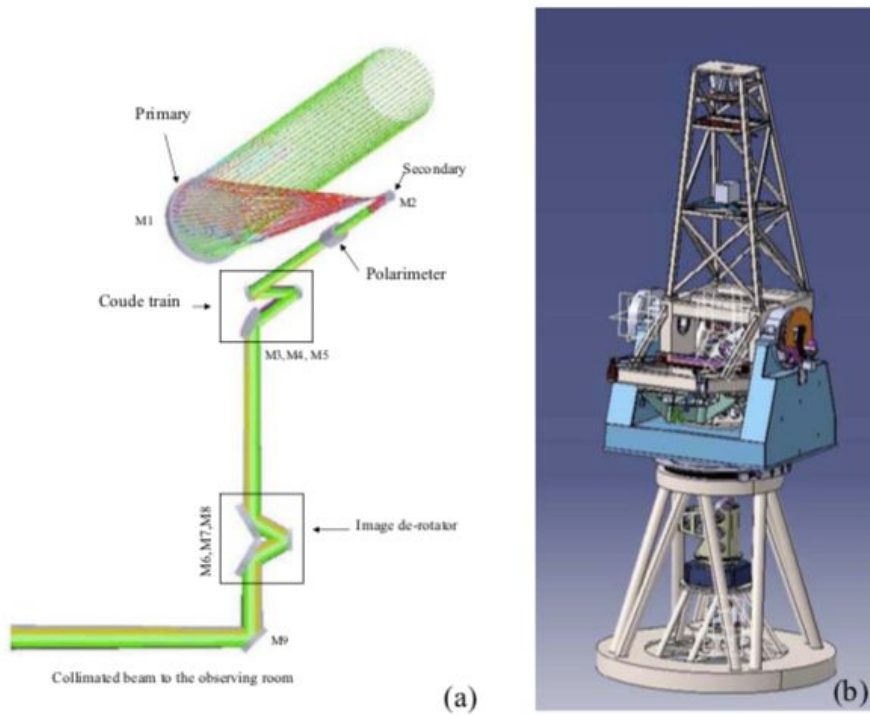 Primary
Secondary
M1
M2
Polarimeter
Coude train
M3, M4, M5
M6, M7, M8
Image de-rotator
M9
Collimated beam to the observing room
(a)
(b)